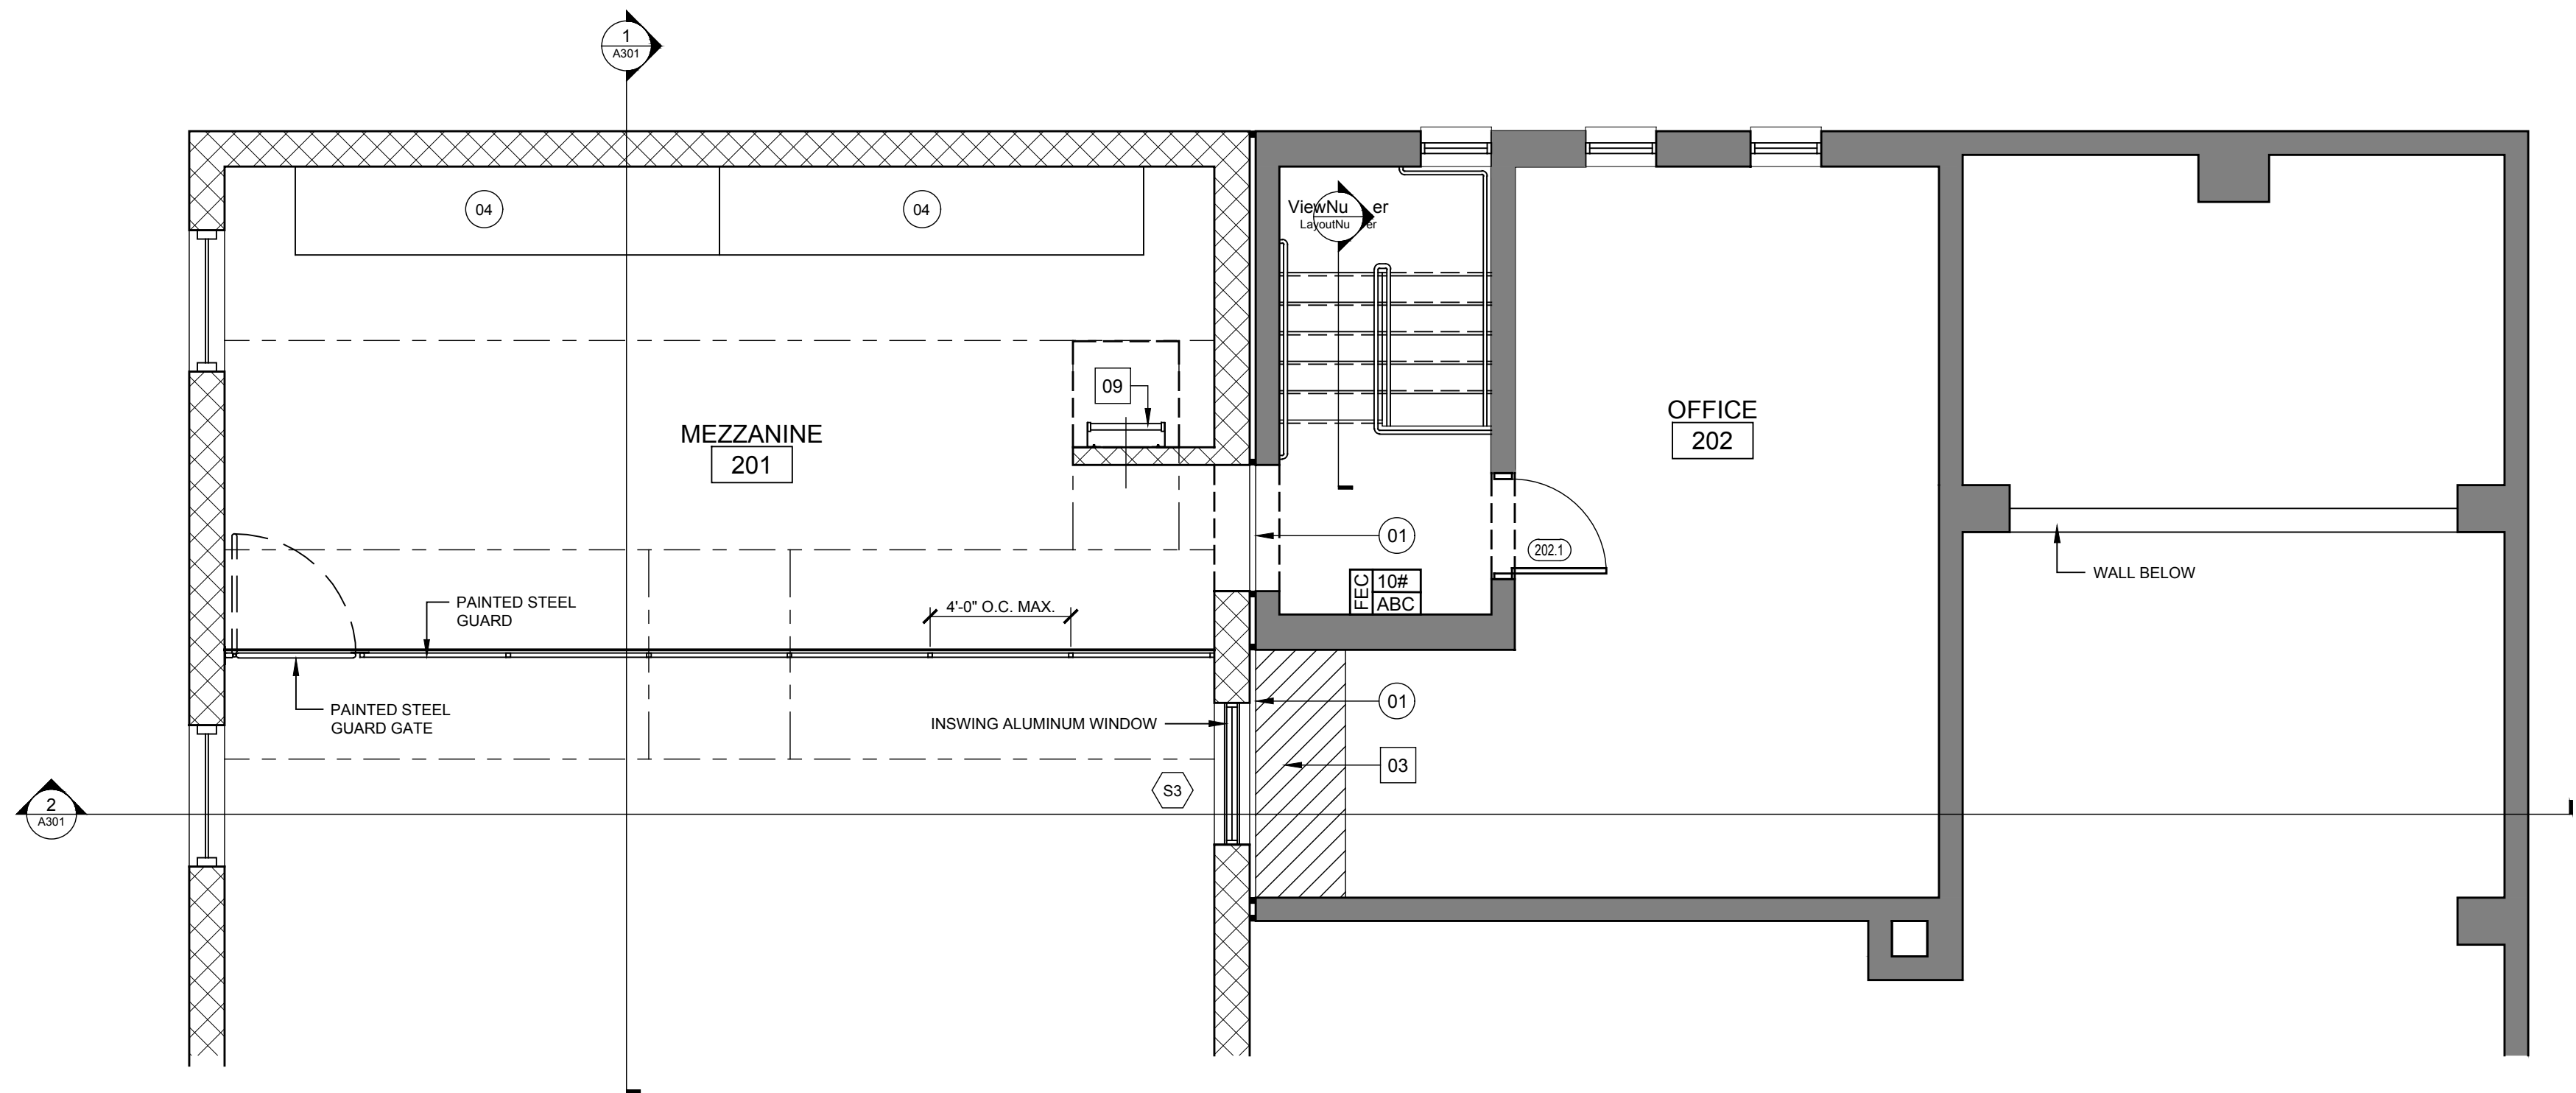 1
A301
04
04
ViewNu er
LayoutNu er
09
MEZZANINE
201
OFFICE
202
01
202.1
FEC
10#
ABC
WALL BELOW
PAINTED STEEL
GUARD
4'-0" O.C. MAX.
PAINTED STEEL
GUARD GATE
INSWING ALUMINUM WINDOW
01
03
S3
2
A301